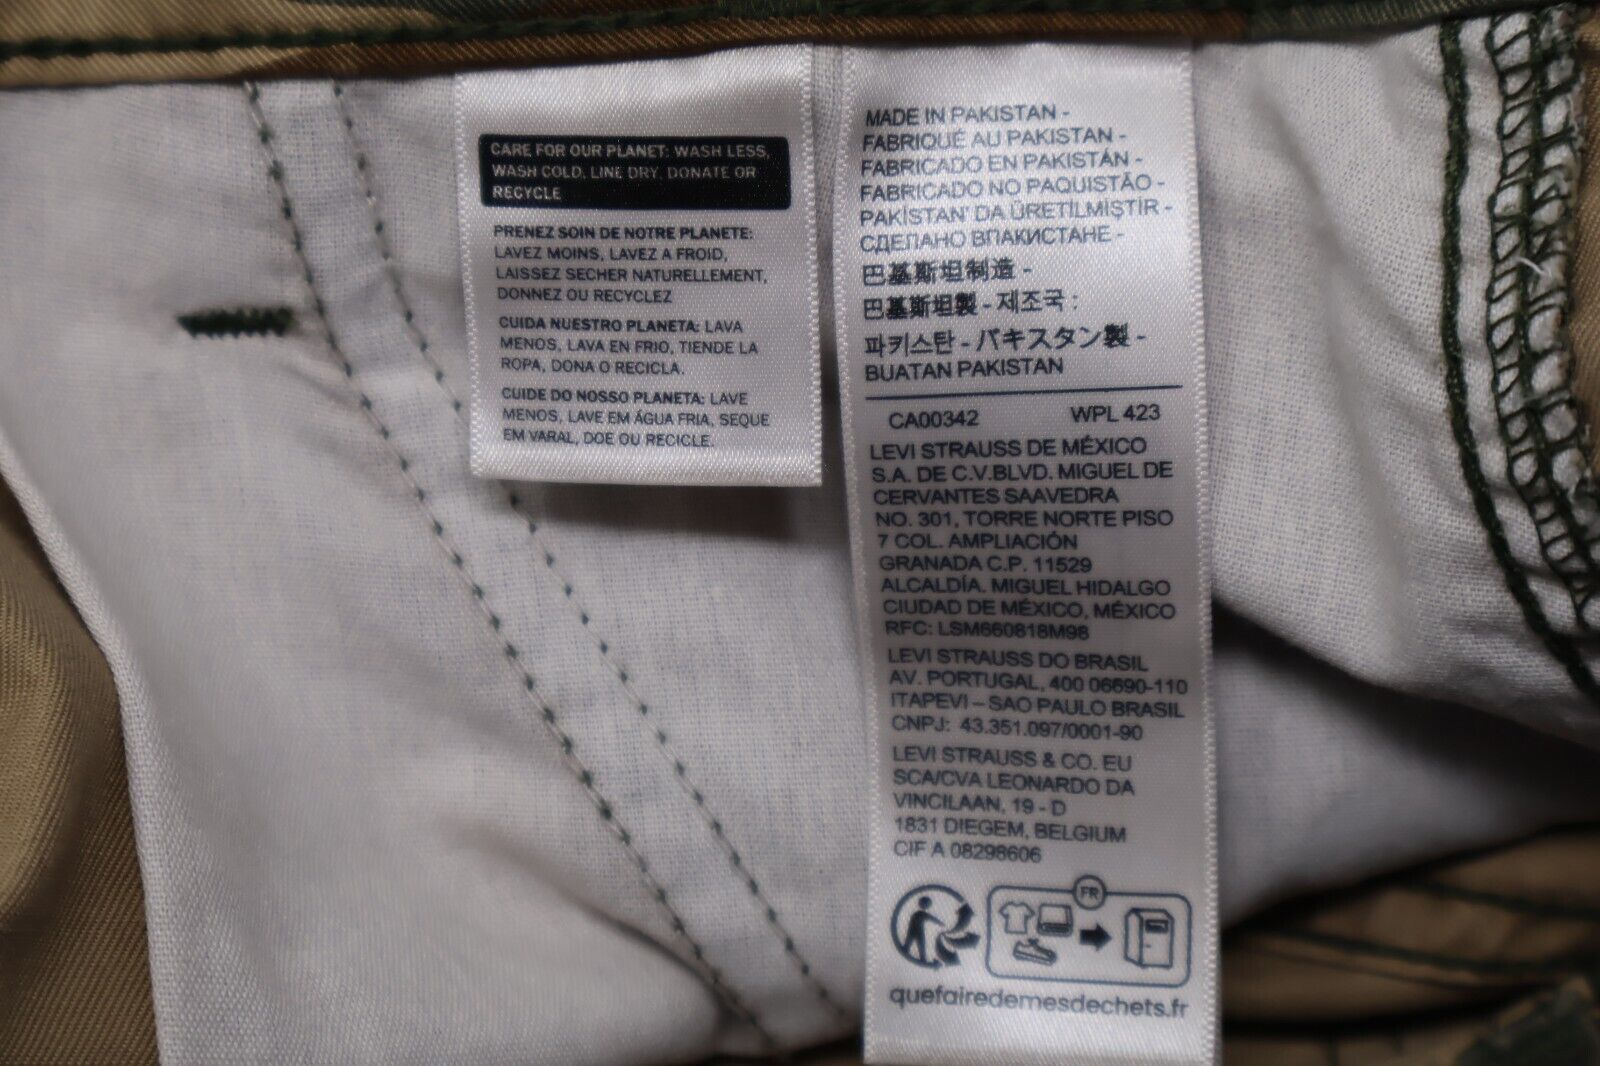 CARE FOR OUR PLANET: WASH LESS,
WASH COLD, LINE DRY, DONATE OR
RECYCLE
PRENEZ SOIN DE NOTRE PLANETE:
LAVEZ MOINS, LAVEZ A FROID,
LAISSEZ SECHER NATURELLEMENT,
DONNEZ OU RECYCLEZ
CUIDA NUESTRO PLANETA: LAVA
MENOS, LAVA EN FRIO, TIENDE LA
ROPA, DONA O RECICLA.
CUIDE DO NOSSO PLANETA: LAVE
MENOS, LAVE EM ÁGUA FRIA, SEQUE
EM VARAL, DOE OU RECICLE.
MADE IN PAKISTAN -
FABRIQUÉ AU PAKISTAN -
FABRICADO EN PAKISTÁN -
FABRICADO NO PAQUISTÃO -
PAKİSTAN' DA ÜRETİLMİŞTİR -
СДЕЛАНО ВПАКИСТАНЕ -
巴基斯坦制造 -
巴基斯坦製 - 제조국 :
파키스탄 - パキスタン製 -
BUATAN PAKISTAN
CA00342 WPL 423
LEVI STRAUSS DE MÉXICO
S.A. DE C.V.BLVD. MIGUEL DE
CERVANTES SAAVEDRA
NO. 301, TORRE NORTE PISO
7 COL. AMPLIACIÓN
GRANADA C.P. 11529
ALCALDÍA. MIGUEL HIDALGO
CIUDAD DE MÉXICO, MÉXICO
RFC: LSM660818M98
LEVI STRAUSS DO BRASIL
AV. PORTUGAL, 400 06690-110
ITAPEVI – SAO PAULO BRASIL
CNPJ: 43.351.097/0001-90
LEVI STRAUSS & CO. EU
SCA/CVA LEONARDO DA
VINCILAAN, 19 - D
1831 DIEGEM, BELGIUM
CIF A 08298606
FR
quefairedemesdechets.fr